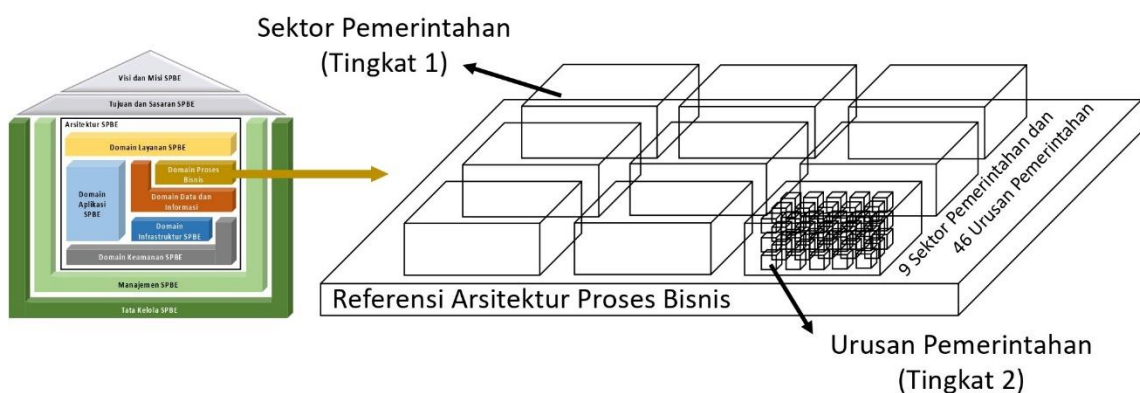 Visi dan Misi SPBE
Tujuan dan Sasaran SPBE
Arsitektur SPBE
Domain Layanan SPBE
Domain Proses
Bisnis
Domain
Aplikasi
SPBE
Domain Data dan
Informasi
Domain
Infrastruktur SPBE
Domain Keamanan SPBE
Manajemen SPBE
Tata Kelola SPBE
Sektor Pemerintahan
(Tingkat 1)
9 Sektor Pemerintahan dan
46 Urusan Pemerintahan
Referensi Arsitektur Proses Bisnis
Urusan Pemerintahan
(Tingkat 2)